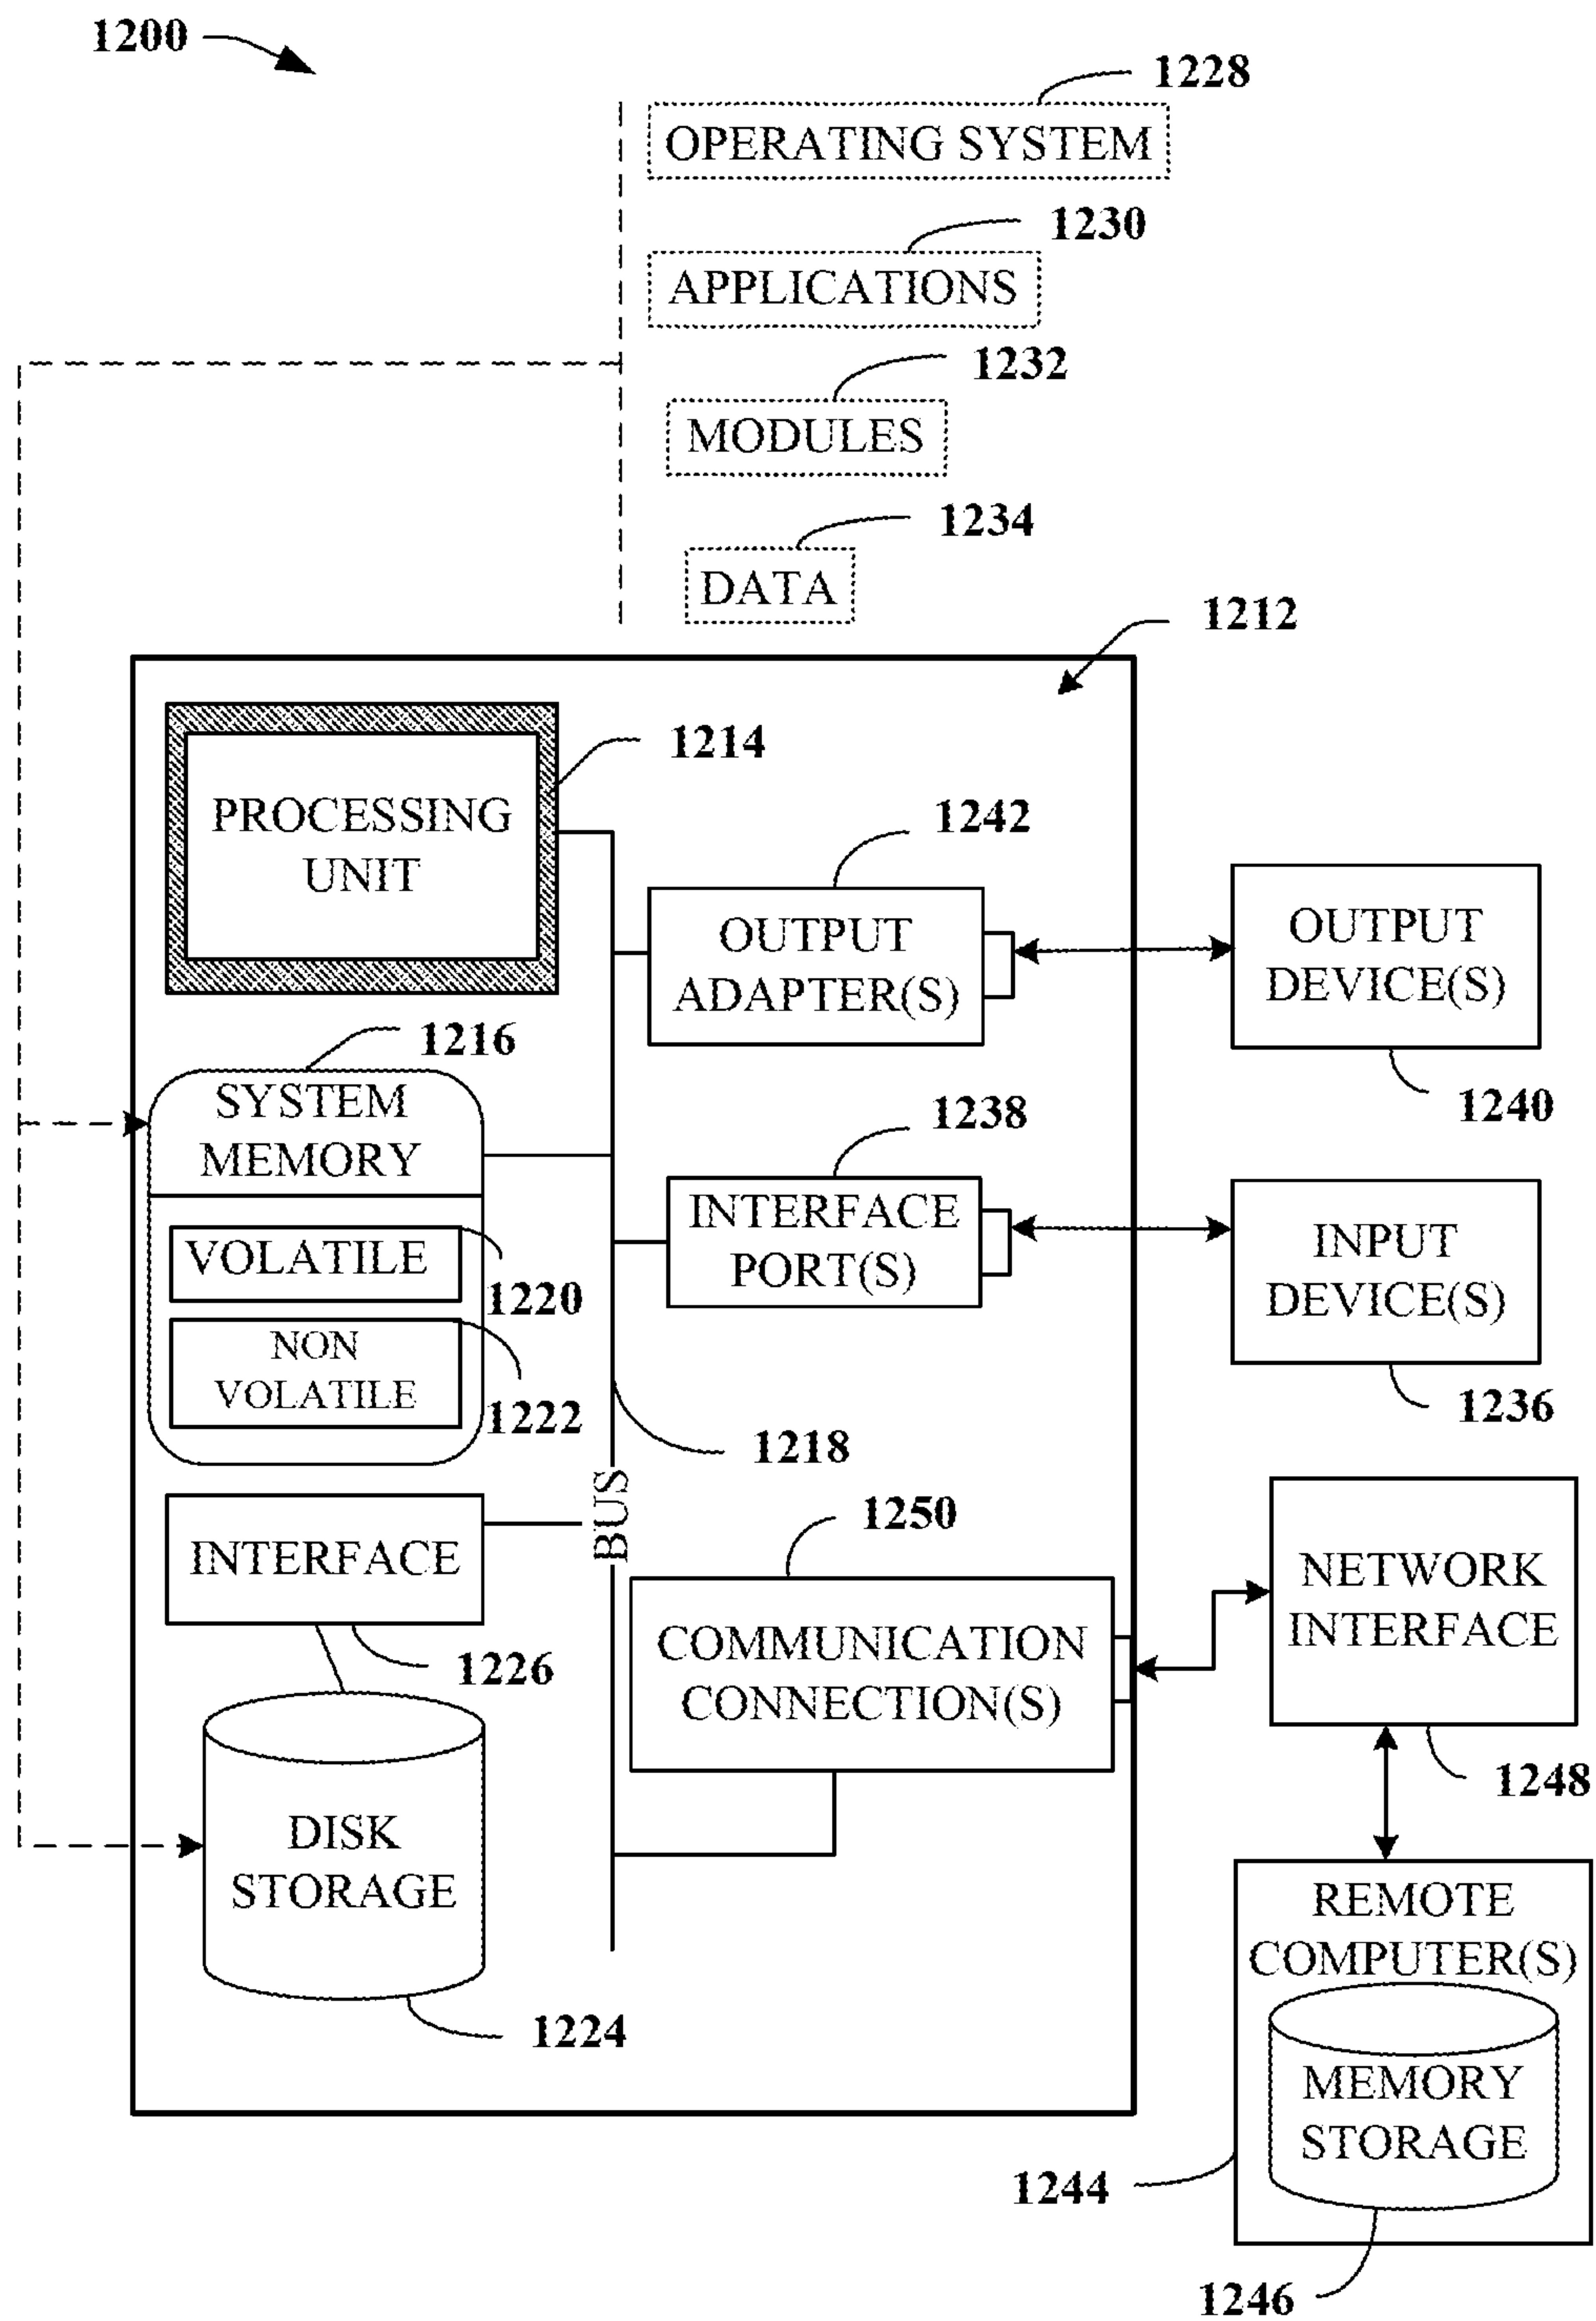 1200
1228
OPERATING SYSTEM
1230
APPLICATIONS
1232
MODULES
1234
DATA
1212
1214
PROCESSING
UNIT
1242
OUTPUT
ADAPTER(S)
OUTPUT
DEVICE(S)
1240
1216
SYSTEM
MEMORY
1238
INTERFACE
PORT(S)
INPUT
DEVICE(S)
1236
VOLATILE
1220
NON
VOLATILE
1222
1218
BUS
INTERFACE
1226
1250
COMMUNICATION
CONNECTION(S)
NETWORK
INTERFACE
1248
DISK
STORAGE
1224
REMOTE
COMPUTER(S)
MEMORY
STORAGE
1244
1246